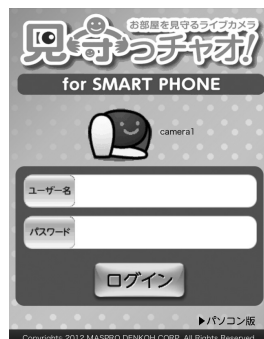 お部屋を見守るライブカメラ
見守っチャオ!
for SMART PHONE
camera1
ユーザー名
パスワード
ログイン
▶パソコン版
Copyrights 2012 MASPRO DENKOH CORP. All Rights Reserved